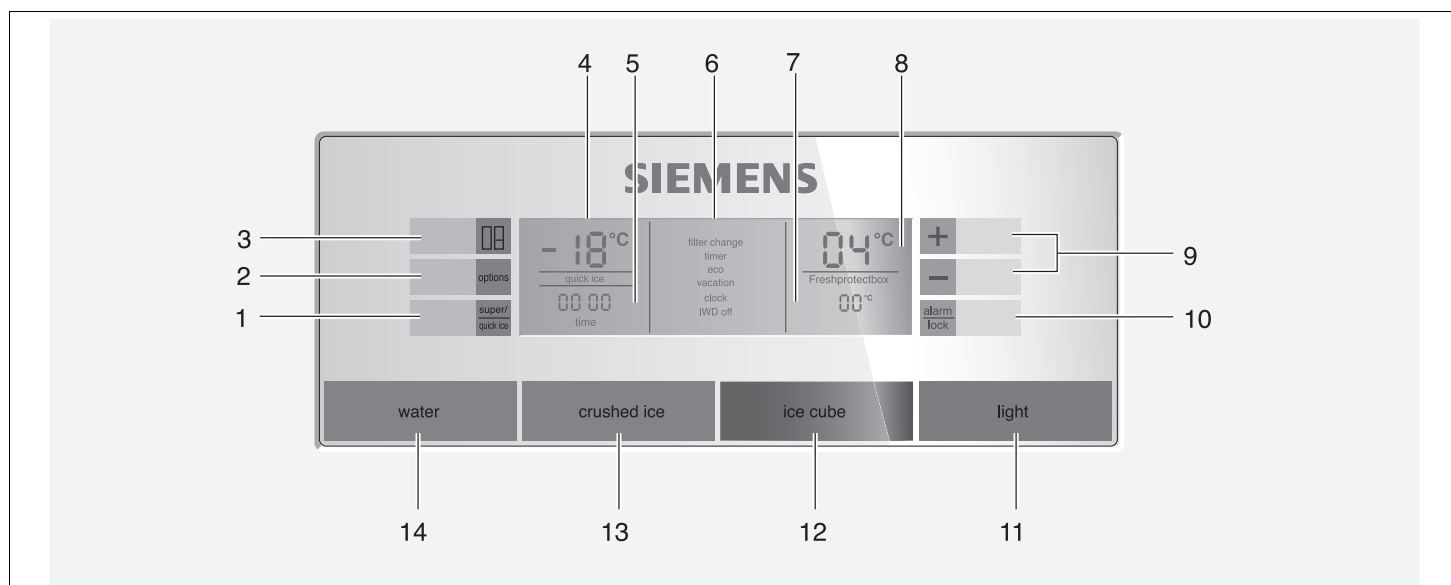 4 5 6 7 8
SIEMENS
3
2 options
1 super/
quick ice
- 18 °C
quick ice
00 00
time
filter change
timer
eco
vacation
clock
IWD off
04 °C
Freshprotectbox
00 °C
+
−
9
alarm
lock
10
water crushed ice ice cube light
14 13 12 11